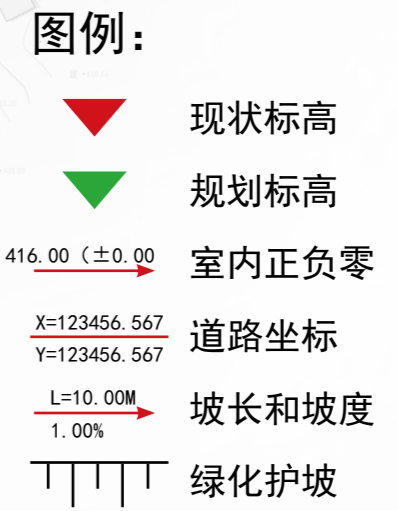 图例：
现状标高
规划标高
416.00（±0.00
室内正负零
X=123456.567
Y=123456.567
道路坐标
L=10.00M
1.00%
坡长和坡度
绿化护坡